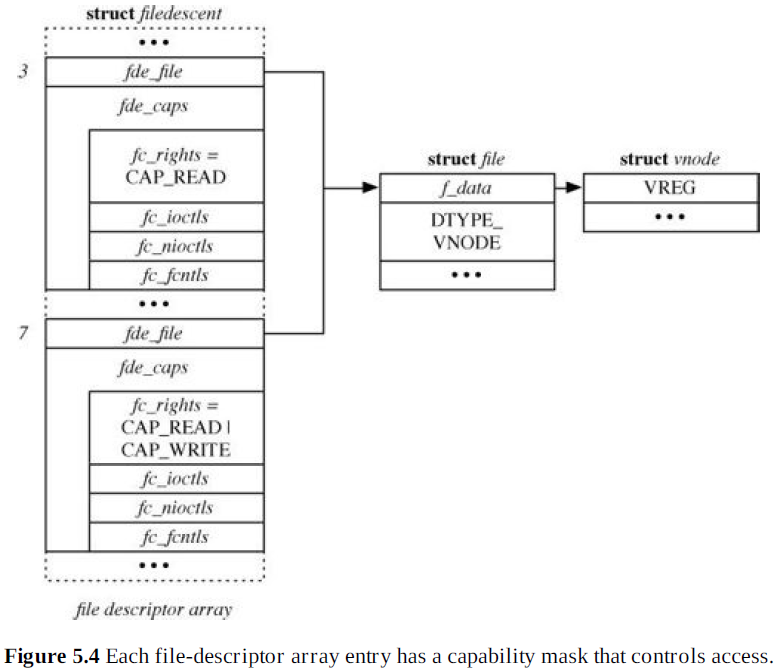 struct filedescent
•••
3
fde_file
fde_caps
fc_rights =
CAP_READ
fc_ioctls
fc_nioctls
fc_fcntls
•••
7
fde_file
fde_caps
fc_rights =
CAP_READ |
CAP_WRITE
fc_ioctls
fc_nioctls
fc_fcntls
•••
file descriptor array
struct file
f_data
DTYPE_
VNODE
•••
struct vnode
VREG
•••
Figure 5.4 Each file-descriptor array entry has a capability mask that controls access.